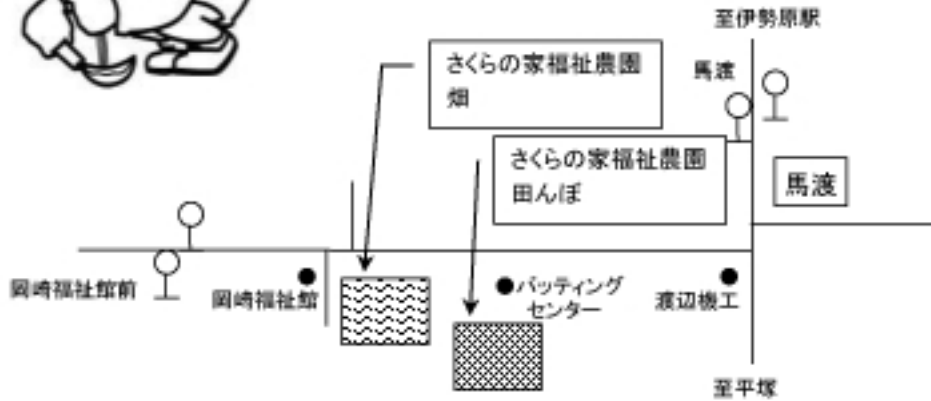 至伊勢原駅
さくらの家福祉農園
畑
馬渡
さくらの家福祉農園
田んぼ
馬渡
岡崎福祉館前
岡崎福祉館
バッティング
センター
渡辺機工
至平塚